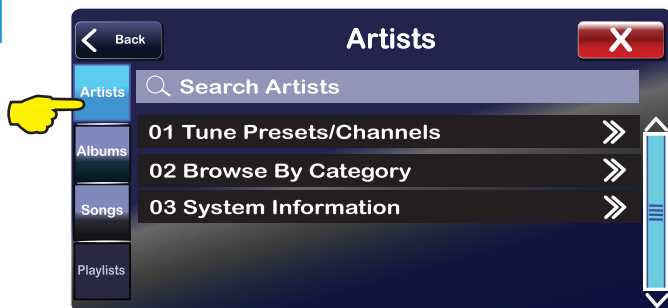 Back
Artists
X
Artists
Search Artists
01 Tune Presets/Channels
Albums
02 Browse By Category
Songs
03 System Information
Playlists